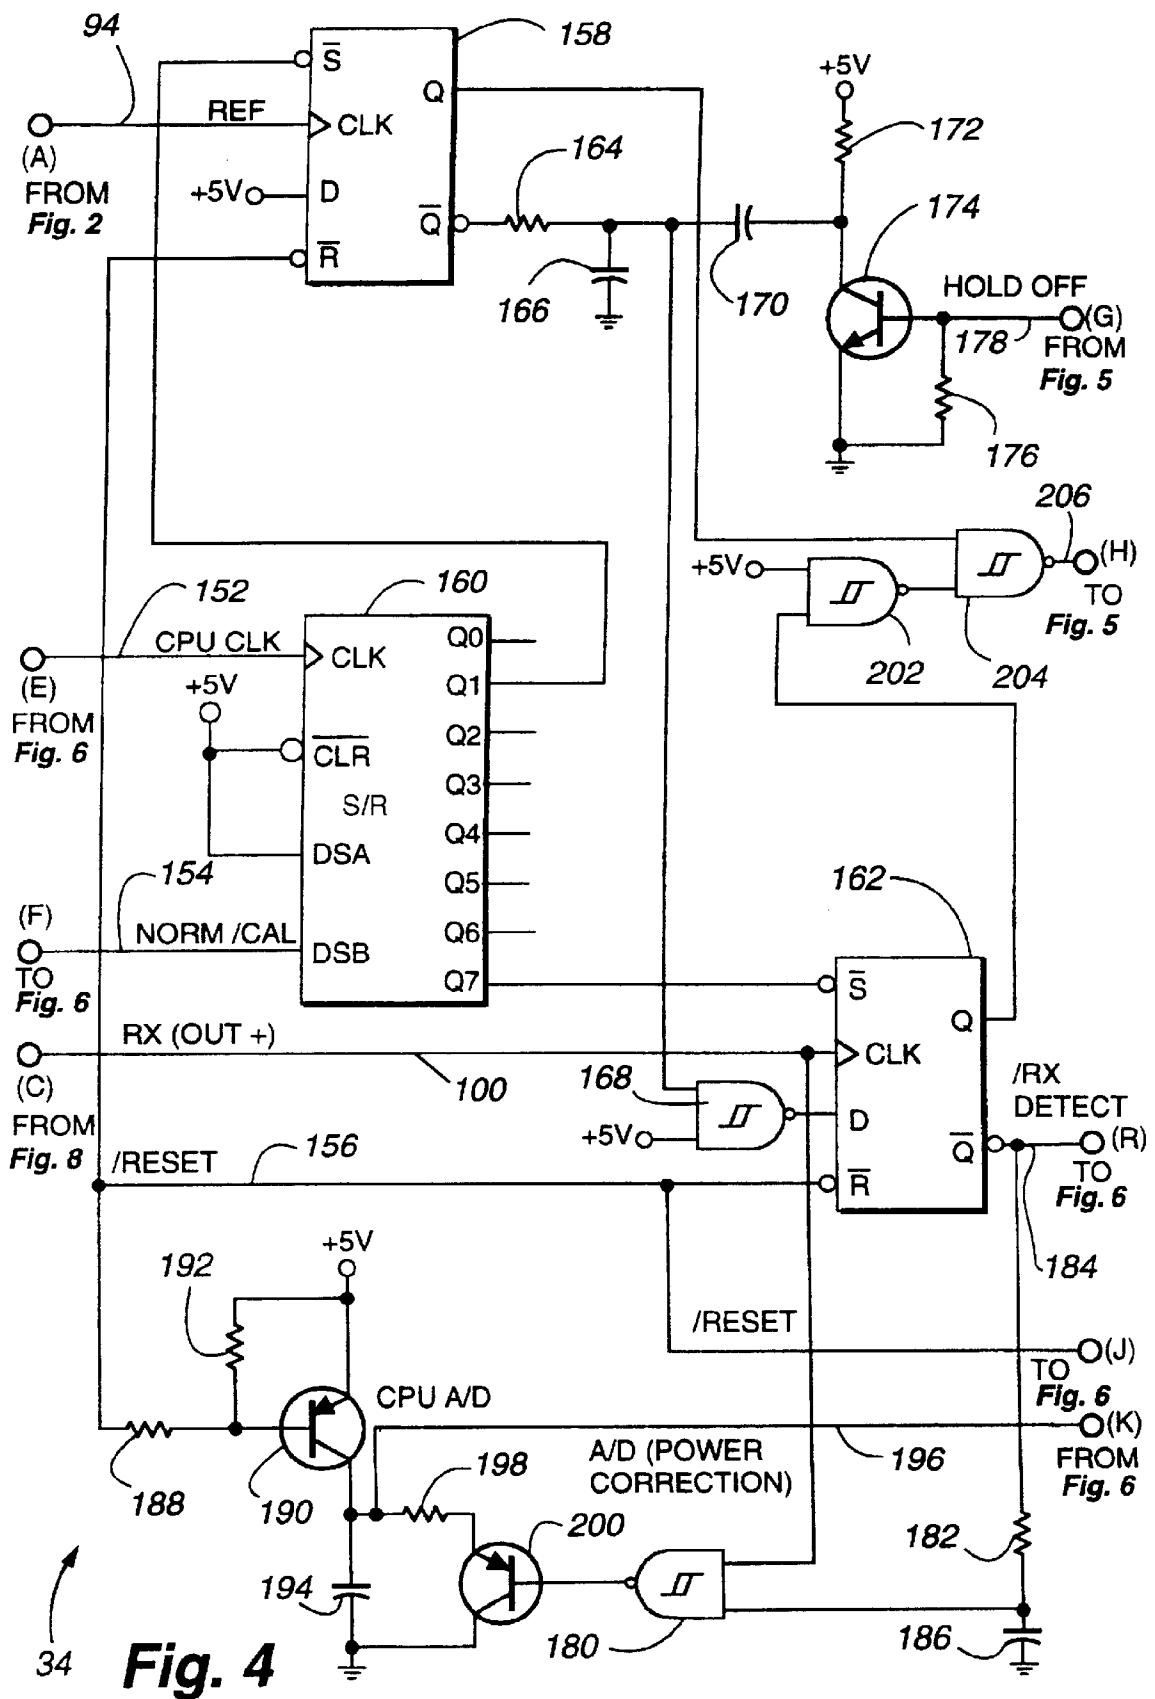 94
158
S
REF
CLK
Q
(A)
FROM
Fig. 2
+5V
D
164
Q
R
166
170
+5V
172
174
HOLD OFF
178
(G)
FROM
Fig. 5
176
206
+5V
(H)
TO
Fig. 5
202
204
152
160
CPU CLK
CLK
(E)
FROM
Fig. 6
+5V
CLR
S/R
DSA
Q0
Q1
Q2
Q3
Q4
Q5
Q6
Q7
154
(F)
TO
Fig. 6
NORM /CAL
DSB
162
S
Q
RX (OUT +)
CLK
(C)
FROM
Fig. 8
100
168
+5V
D
Q
R
/RX
DETECT
(R)
TO
Fig. 6
184
/RESET
156
+5V
192
/RESET
(J)
TO
Fig. 6
CPU A/D
(K)
FROM
Fig. 6
A/D (POWER
CORRECTION)
196
188
190
198
200
182
194
180
186
34
Fig. 4